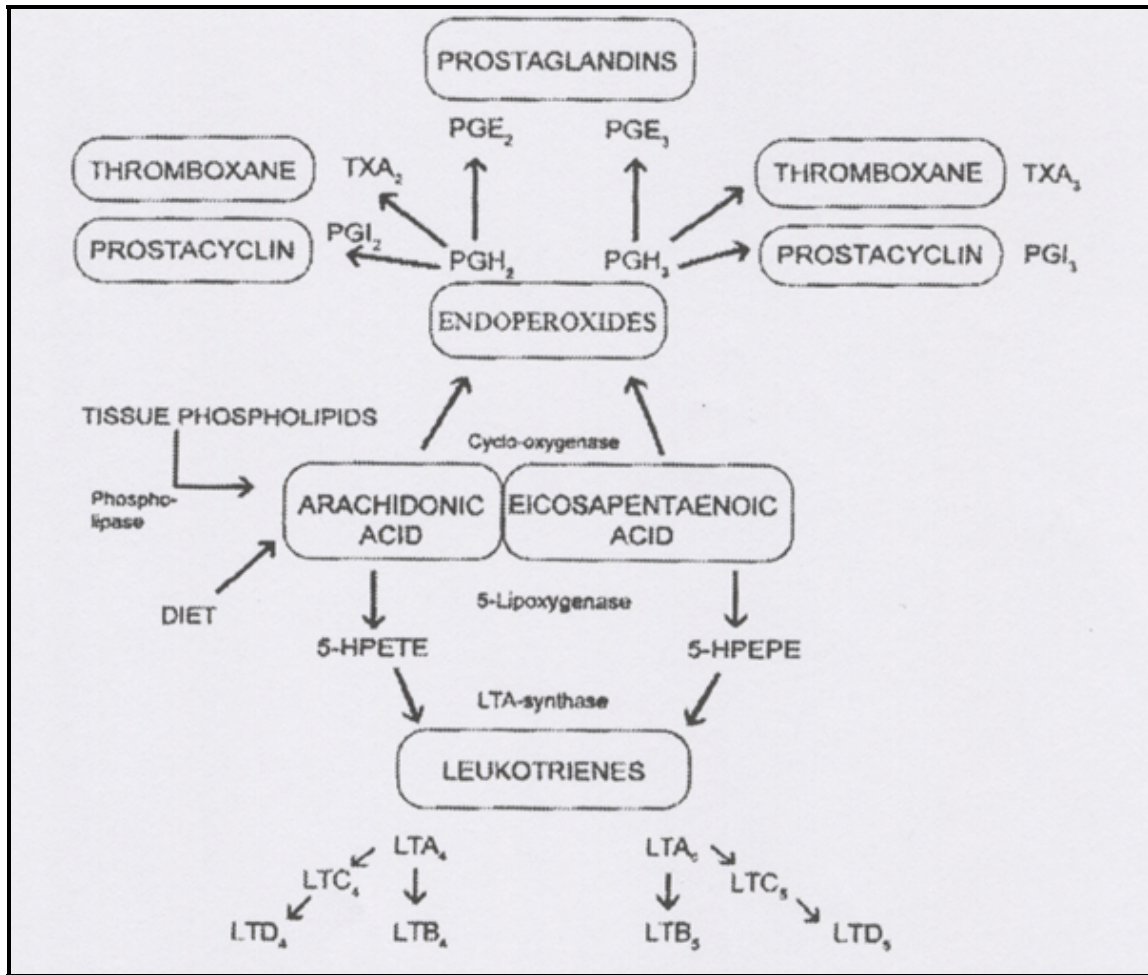 PROSTAGLANDINS
PGE₂ PGE₃
THROMBOXANE TXA₂
THROMBOXANE TXA₃
PROSTACYCLIN PGI₂
PROSTACYCLIN PGI₃
PGH₂ PGH₃
ENDOPEROXIDES
TISSUE PHOSPHOLIPIDS
Cyclo-oxygenase
Phospho-
lipase
ARACHIDONIC
ACID
EICOSAPENTAENOIC
ACID
DIET
5-Lipoxygenase
5-HPETE 5-HPEPE
LTA-synthase
LEUKOTRIENES
LTA₄ LTA₅
LTC₄ LTC₅
LTD₄ LTB₄ LTB₅ LTD₅